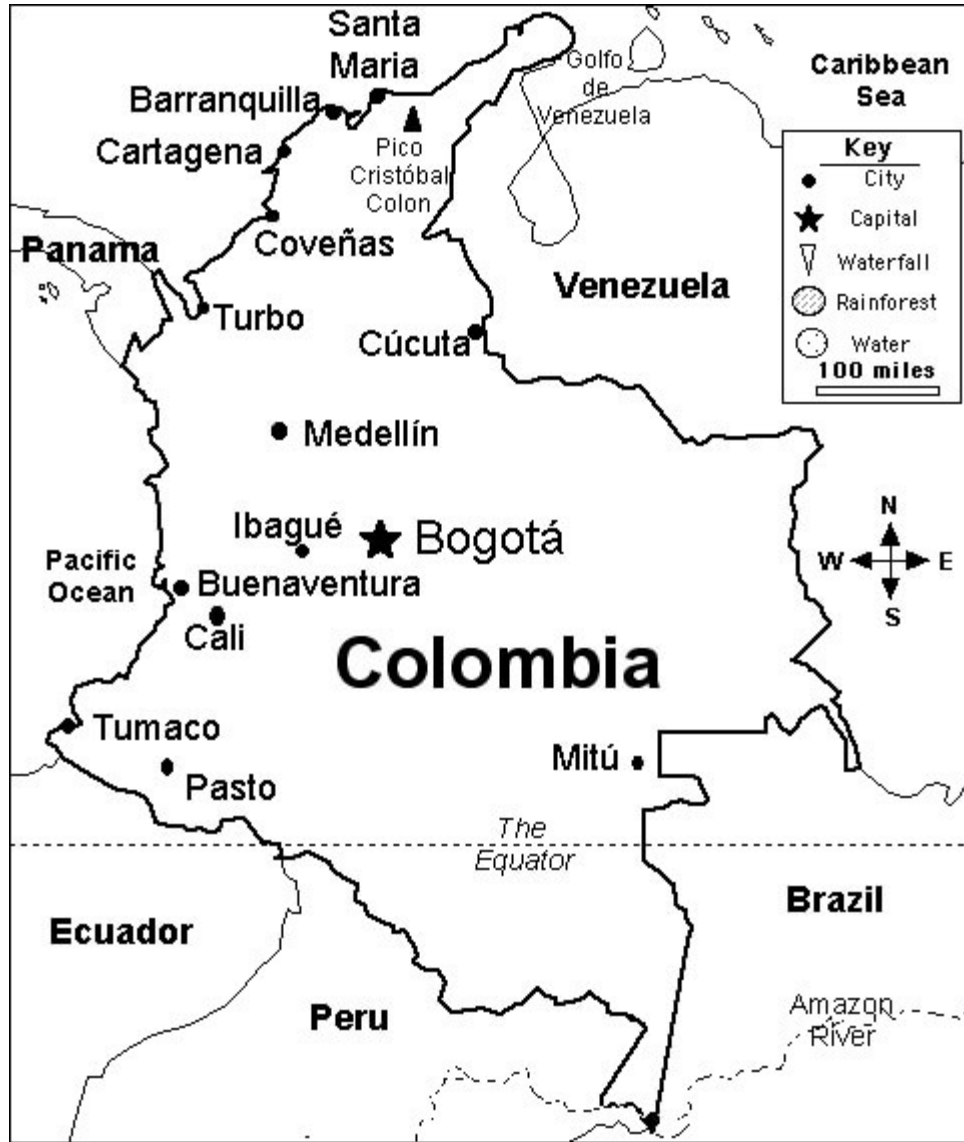 Santa
Maria
Barranquilla
Cartagena
Pico
Cristóbal
Colon
Golfo
de
Venezuela
Caribbean
Sea
Key
City
Capital
Waterfall
Rainforest
Water
100 miles
Panama
Coveñas
Turbo
Cúcuta
Venezuela
Medellín
Ibagué
Bogotá
N
W
E
S
Pacific
Ocean
Buenaventura
Cali
Colombia
Tumaco
Pasto
Mitú
The
Equator
Ecuador
Brazil
Peru
Amazon
River